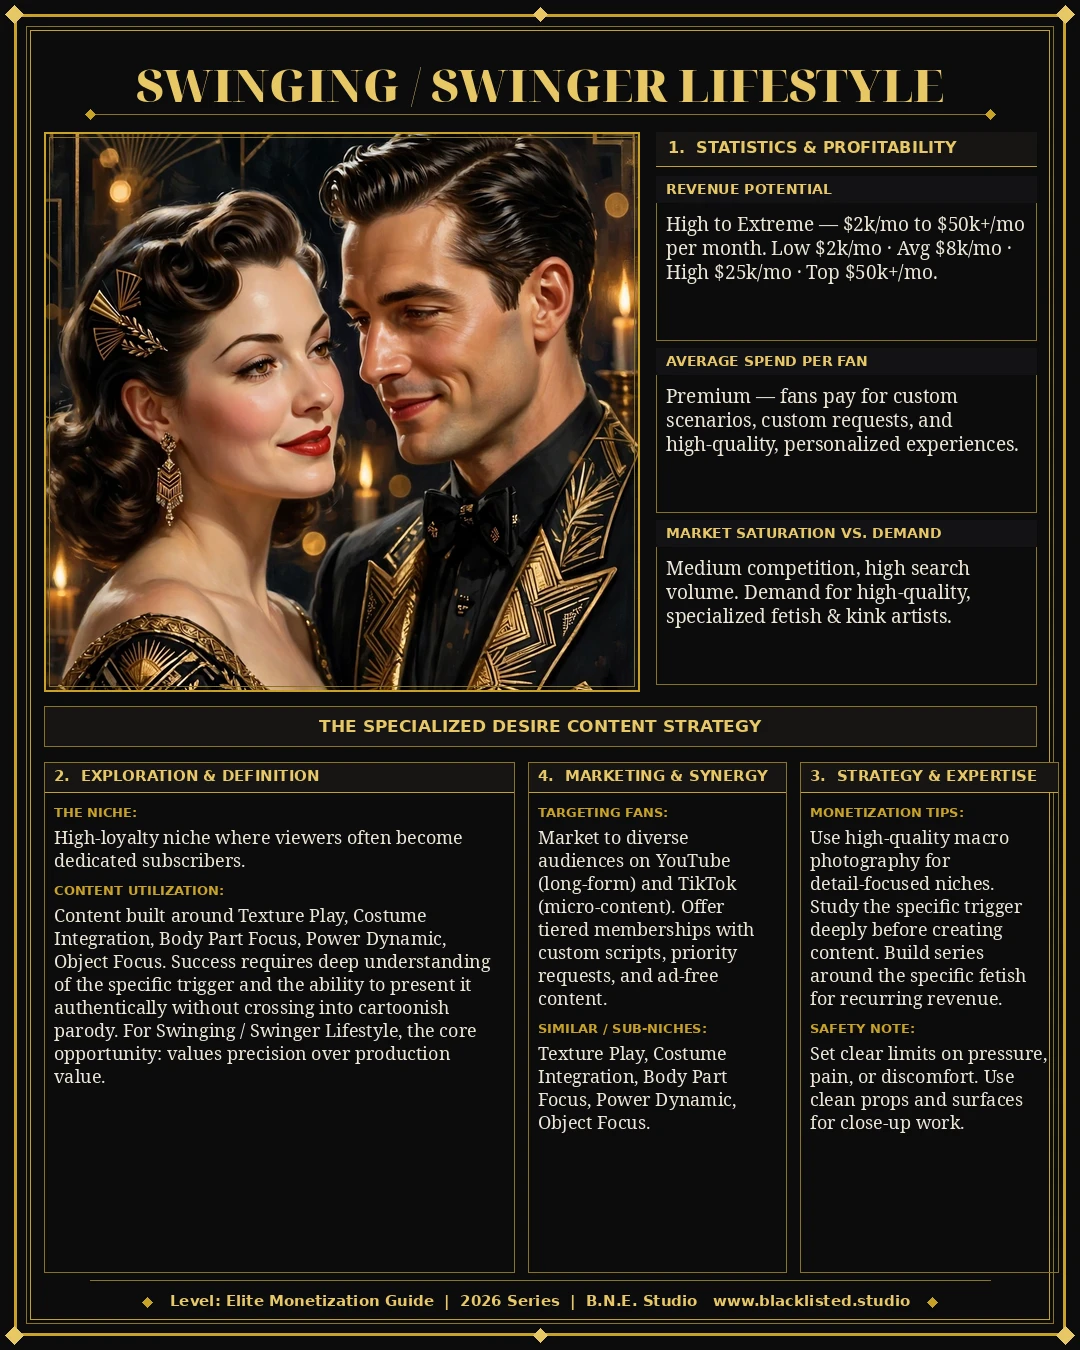 SWINGING / SWINGER LIFESTYLE
1. STATISTICS & PROFITABILITY
REVENUE POTENTIAL
High to Extreme — $2k/mo to $50k+/mo
per month. Low $2k/mo · Avg $8k/mo ·
High $25k/mo · Top $50k+/mo.
AVERAGE SPEND PER FAN
Premium — fans pay for custom
scenarios, custom requests, and
high-quality, personalized experiences.
MARKET SATURATION VS. DEMAND
Medium competition, high search
volume. Demand for high-quality,
specialized fetish & kink artists.
THE SPECIALIZED DESIRE CONTENT STRATEGY
2. EXPLORATION & DEFINITION
THE NICHE:
High-loyalty niche where viewers often become
dedicated subscribers.
CONTENT UTILIZATION:
Content built around Texture Play, Costume
Integration, Body Part Focus, Power Dynamic,
Object Focus. Success requires deep understanding
of the specific trigger and the ability to present it
authentically without crossing into cartoonish
parody. For Swinging / Swinger Lifestyle, the core
opportunity: values precision over production
value.
4. MARKETING & SYNERGY
TARGETING FANS:
Market to diverse
audiences on YouTube
(long-form) and TikTok
(micro-content). Offer
tiered memberships with
custom scripts, priority
requests, and ad-free
content.
SIMILAR / SUB-NICHES:
Texture Play, Costume
Integration, Body Part
Focus, Power Dynamic,
Object Focus.
3. STRATEGY & EXPERTISE
MONETIZATION TIPS:
Use high-quality macro
photography for
detail-focused niches.
Study the specific trigger
deeply before creating
content. Build series
around the specific fetish
for recurring revenue.
SAFETY NOTE:
Set clear limits on pressure,
pain, or discomfort. Use
clean props and surfaces
for close-up work.
Level: Elite Monetization Guide | 2026 Series | B.N.E. Studio www.blacklisted.studio